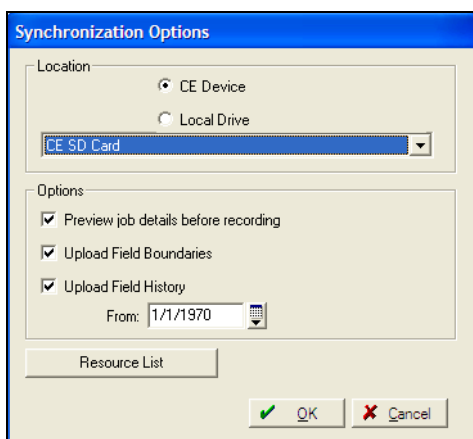 Synchronization Options
Location
CE Device
Local Drive
CE SD Card
Options
Preview job details before recording
Upload Field Boundaries
Upload Field History
From: 1/1/1970
Resource List
OK Cancel